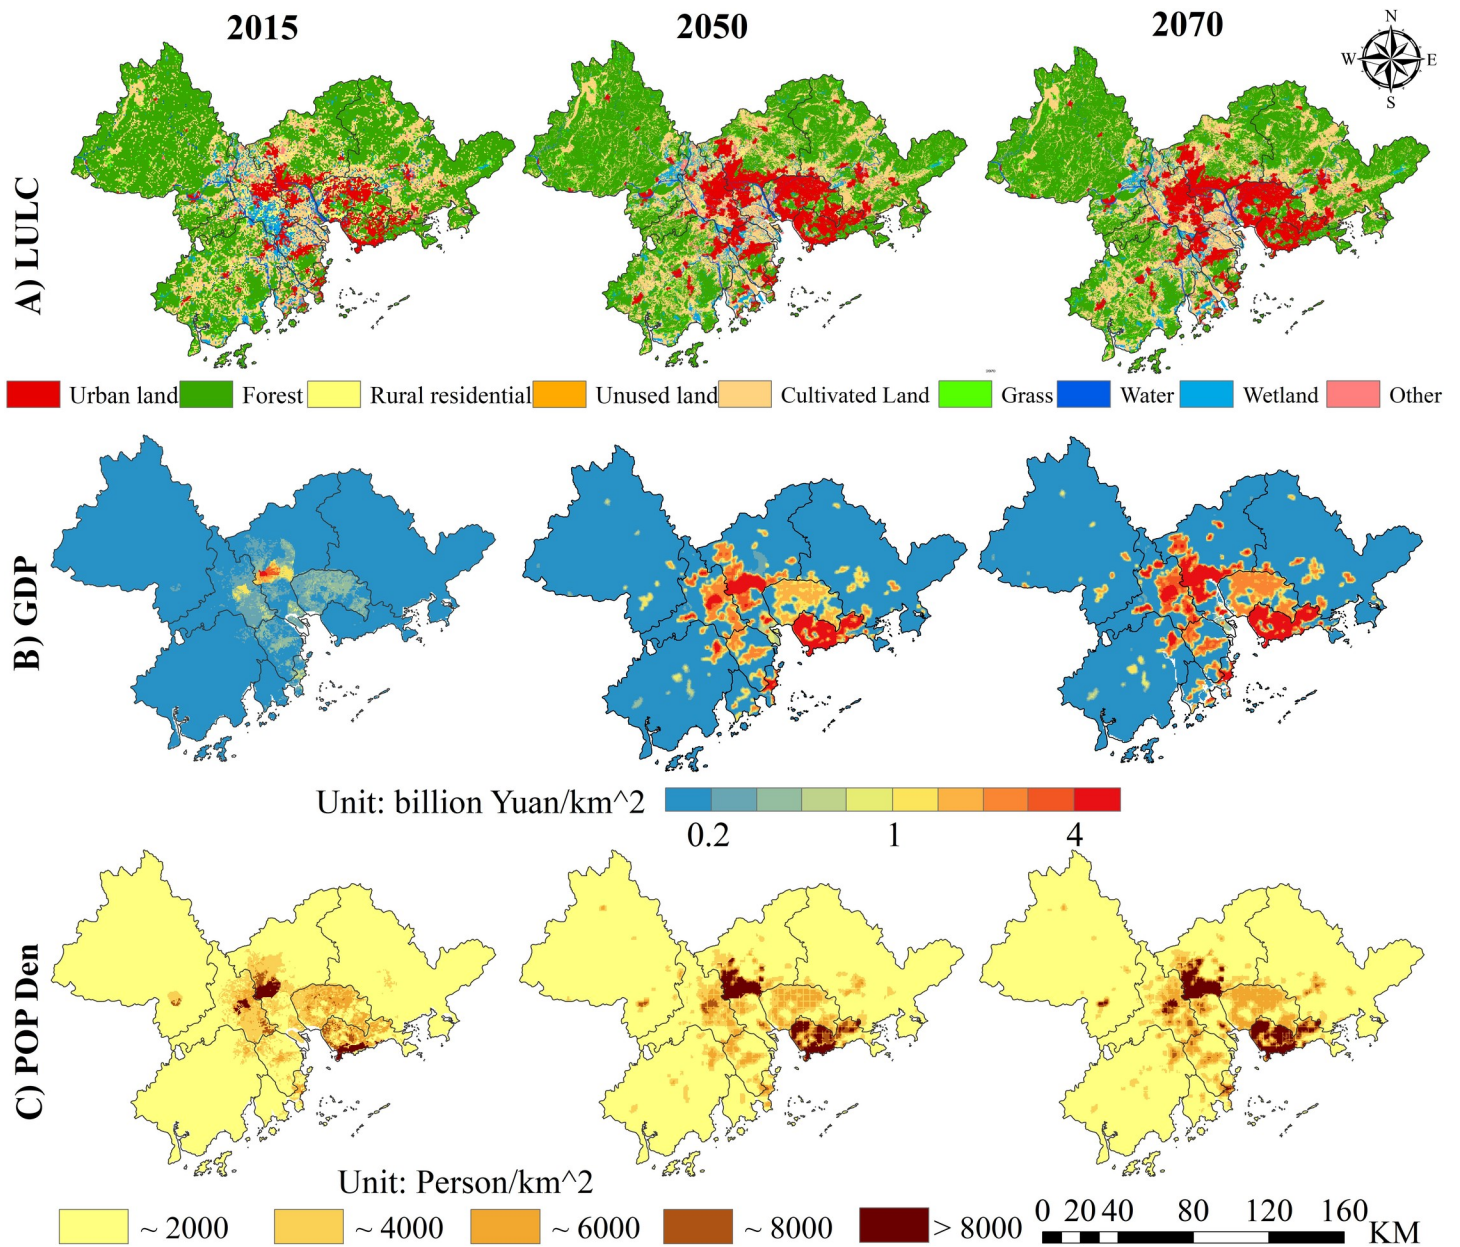 2015
2050
2070
N
W
E
S
A) LULC
Urban land
Forest
Rural residential
Unused land
Cultivated Land
Grass
Water
Wetland
Other
B) GDP
Unit: billion Yuan/km^2
0.2
1
4
C) POP Den
Unit: Person/km^2
~ 2000
~ 4000
~ 6000
~ 8000
> 8000
0 20 40 80 120 160
KM